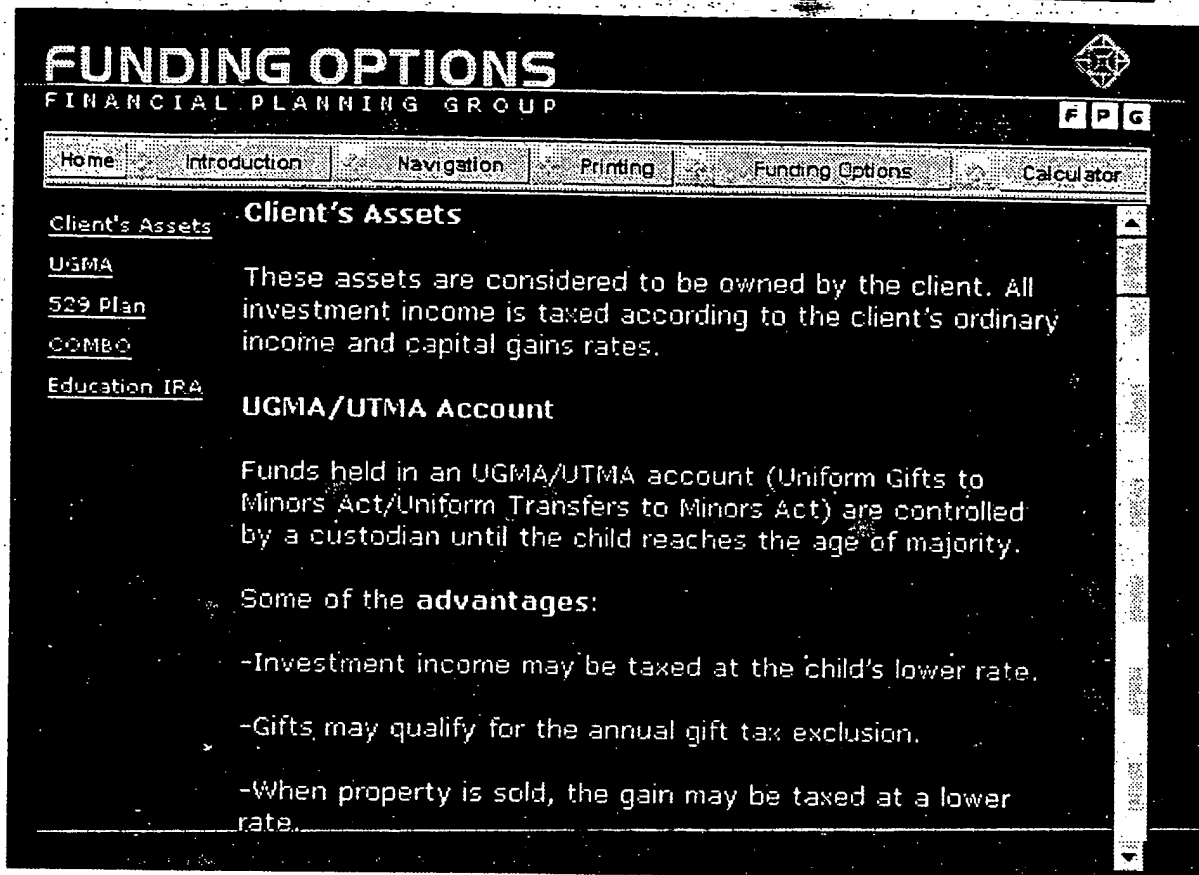 FUNDING OPTIONS
FINANCIAL PLANNING GROUP
F P G
Home Introduction Navigation Printing Funding Options Calculator
Client's Assets
UGMA
529 Plan
COMBO
Education IRA
Client's Assets
These assets are considered to be owned by the client. All
investment income is taxed according to the client's ordinary
income and capital gains rates.
UGMA/UTMA Account
Funds held in an UGMA/UTMA account (Uniform Gifts to
Minors Act/Uniform Transfers to Minors Act) are controlled
by a custodian until the child reaches the age of majority.
Some of the advantages:
-Investment income may be taxed at the child's lower rate.
-Gifts may qualify for the annual gift tax exclusion.
-When property is sold, the gain may be taxed at a lower
rate.